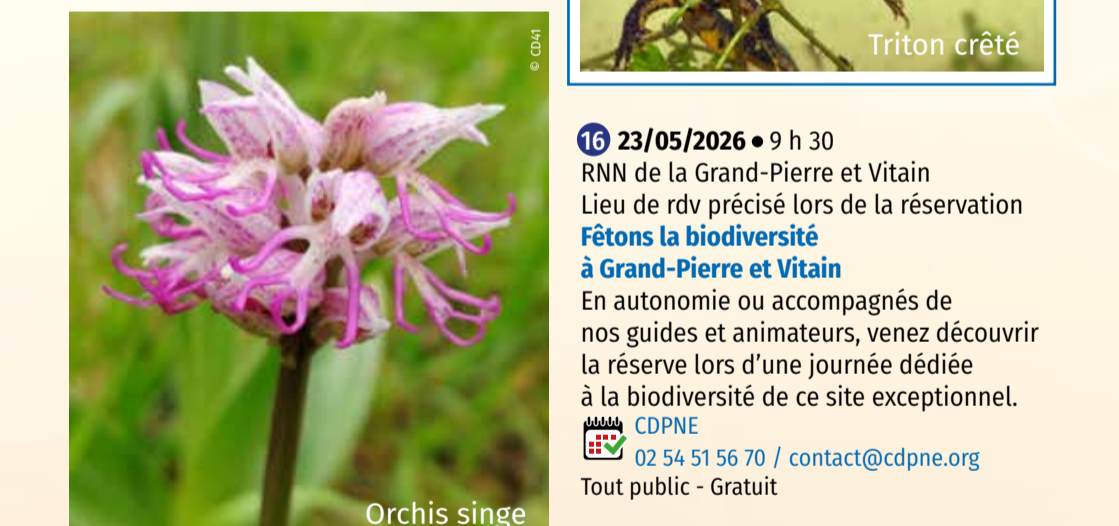 © CD41
Orchis singe
Triton crêté
16 23/05/2026 • 9 h 30
RNN de la Grand-Pierre et Vitain
Lieu de rdv précisé lors de la réservation
Fêtons la biodiversité
à Grand-Pierre et Vitain
En autonomie ou accompagnés de
nos guides et animateurs, venez découvrir
la réserve lors d’une journée dédiée
à la biodiversité de ce site exceptionnel.
CDPNE
02 54 51 56 70 / contact@cdpne.org
Tout public - Gratuit